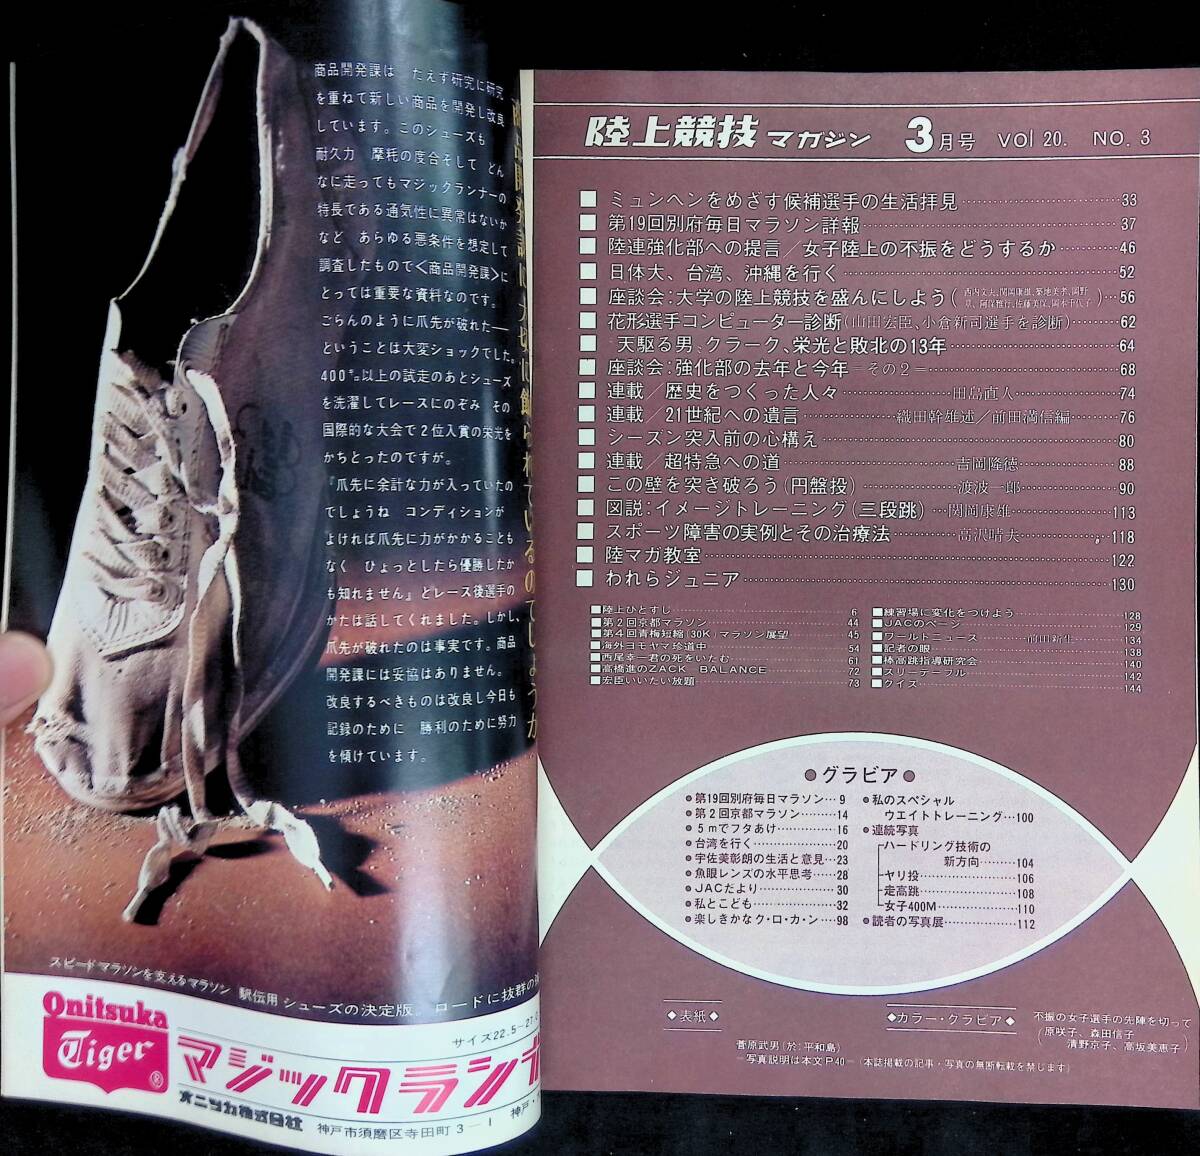 商品開発課は　たえず研究に研究
を重ねて新しい商品を開発し改良
しています。このシューズも
耐久力　摩耗の度合そして　どん
なに走ってもマジックランナーの
特長である通気性に異常はないか
など　あらゆる悪条件を想定して
調査したもので〈商品開発課〉に
とっては重要な資料なのです。
ごらんのように爪先が破れた——
ということは大変ショックでした。
400㌔以上の試走のあとシューズ
を洗濯してレースにのぞみ　その
国際的な大会で2位入賞の栄光を
かちとったのですが。
『爪先に余計な力が入っていたの
でしょうね　コンディションが
よければ爪先に力がかかることも
なく　ひょっとしたら優勝したか
も知れません』とレース後選手の
かたは話してくれました。しかし、
爪先が破れたのは事実です。商品
開発課には妥協はありません。
改良するべきものは改良し今日も
記録のために　勝利のために努力
を傾けています。
スピードマラソンを支えるマラソン　駅伝用 シューズの決定版。ロードに抜群の
サイズ22.5-27.
Onitsuka
Tiger®
マジックラン
オニツカ株式会社
神戸市須磨区寺田町3-1　神戸・
陸上競技マガジン　3月号　VOl 20.　NO. 3
■ ミュンヘンをめざす候補選手の生活拝見……33
■ 第19回別府毎日マラソン詳報……37
■ 陸連強化部への提言／女子陸上の不振をどうするか……46
■ 日体大、台湾、沖縄を行く……52
■ 座談会：大学の陸上競技を盛んにしよう……56
■ 花形選手コンピューター診断（山田宏臣、小倉新司選手を診断）……62
■ 天駆る男、クラーク、栄光と敗北の13年……64
■ 座談会：強化部の去年と今年＝その2＝……68
■ 連載／歴史をつくった人々……田島直人……74
■ 連載／21世紀への遺言……織田幹雄述／前田満信編……76
■ シーズン突入前の心構え……80
■ 連載／超特急への道……吉岡隆徳……88
■ この壁を突き破ろう（円盤投）……渡波一郎……90
■ 図説：イメージトレーニング（三段跳）…関岡康雄……113
■ スポーツ障害の実例とその治療法……高沢晴夫……118
■ 陸マガ教室……122
■ われらジュニア……130
■陸上ひとすじ……6
■第2回京都マラソン……44
■第4回青梅短縮（30K）マラソン展望……45
■海外ヨモヤマ珍道中……54
■西尾幸一君の死をいたむ……61
■高橋進のZACK　BALANCE……72
■宏臣いいたい放題……73
■練習場に変化をつけよう……128
■JACのページ……129
■ワールドニュース……前田新生……134
■記者の眼……138
■棒高跳指導研究会……140
■スリーテーブル……142
■クイズ……144
●グラビア●
●第19回別府毎日マラソン…9
●第2回京都マラソン……14
●5mでフタあけ……16
●台湾を行く……20
●宇佐美彰朗の生活と意見…23
●魚眼レンズの水平思考……28
●JACだより……30
●私とこども……32
●楽しきかなク・ロ・カ・ン……98
●私のスペシャル
ウエイトトレーニング…100
●連続写真
ハードリング技術の
新方向……104
ヤリ投……106
走高跳……108
女子400M……110
●読者の写真展……112
◆表紙◆
菅原武男（於：平和島）
◆カラー・グラビア◆
不振の女子選手の先陣を切って
（原咲子、森田信子
清野京子、高坂美恵子）
—写真説明は本文P40—（本誌掲載の記事・写真の無断転載を禁じます）